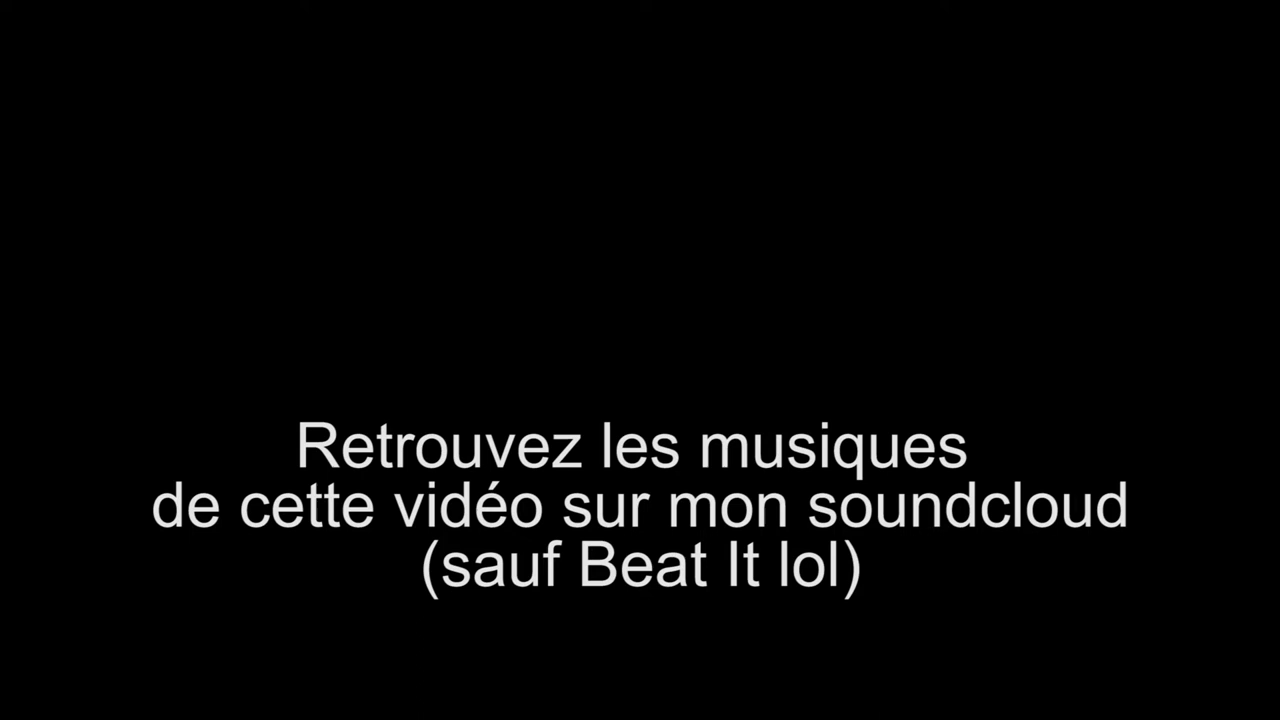 Retrouvez les musiques
de cette vidéo sur mon soundcloud
(sauf Beat It lol)